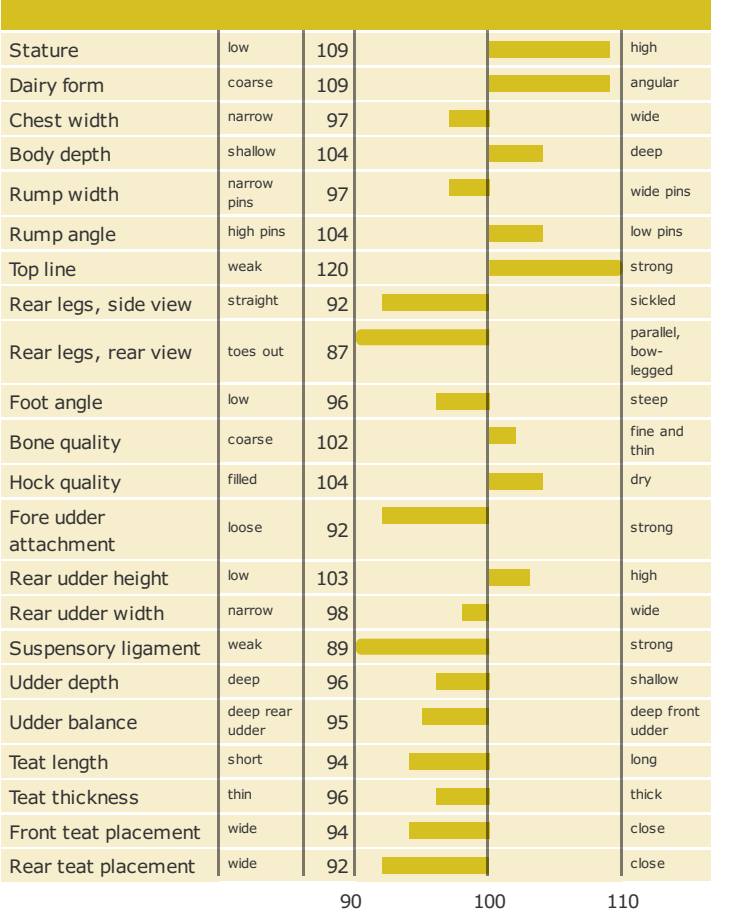 Stature low 109 high
Dairy form coarse 109 angular
Chest width narrow 97 wide
Body depth shallow 104 deep
Rump width narrow pins 97 wide pins
Rump angle high pins 104 low pins
Top line weak 120 strong
Rear legs, side view straight 92 sickled
Rear legs, rear view toes out 87 parallel, bow-legged
Foot angle low 96 steep
Bone quality coarse 102 fine and thin
Hock quality filled 104 dry
Fore udder attachment loose 92 strong
Rear udder height low 103 high
Rear udder width narrow 98 wide
Suspensory ligament weak 89 strong
Udder depth deep 96 shallow
Udder balance deep rear udder 95 deep front udder
Teat length short 94 long
Teat thickness thin 96 thick
Front teat placement wide 94 close
Rear teat placement wide 92 close
90 100 110